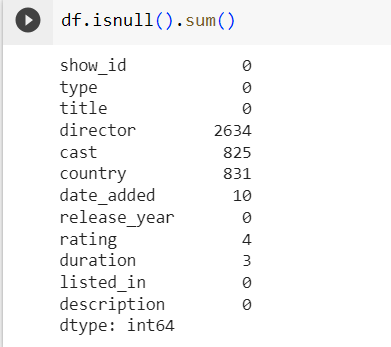 df.isnull().sum()
show_id 0
type 0
title 0
director 2634
cast 825
country 831
date_added 10
release_year 0
rating 4
duration 3
listed_in 0
description 0
dtype: int64